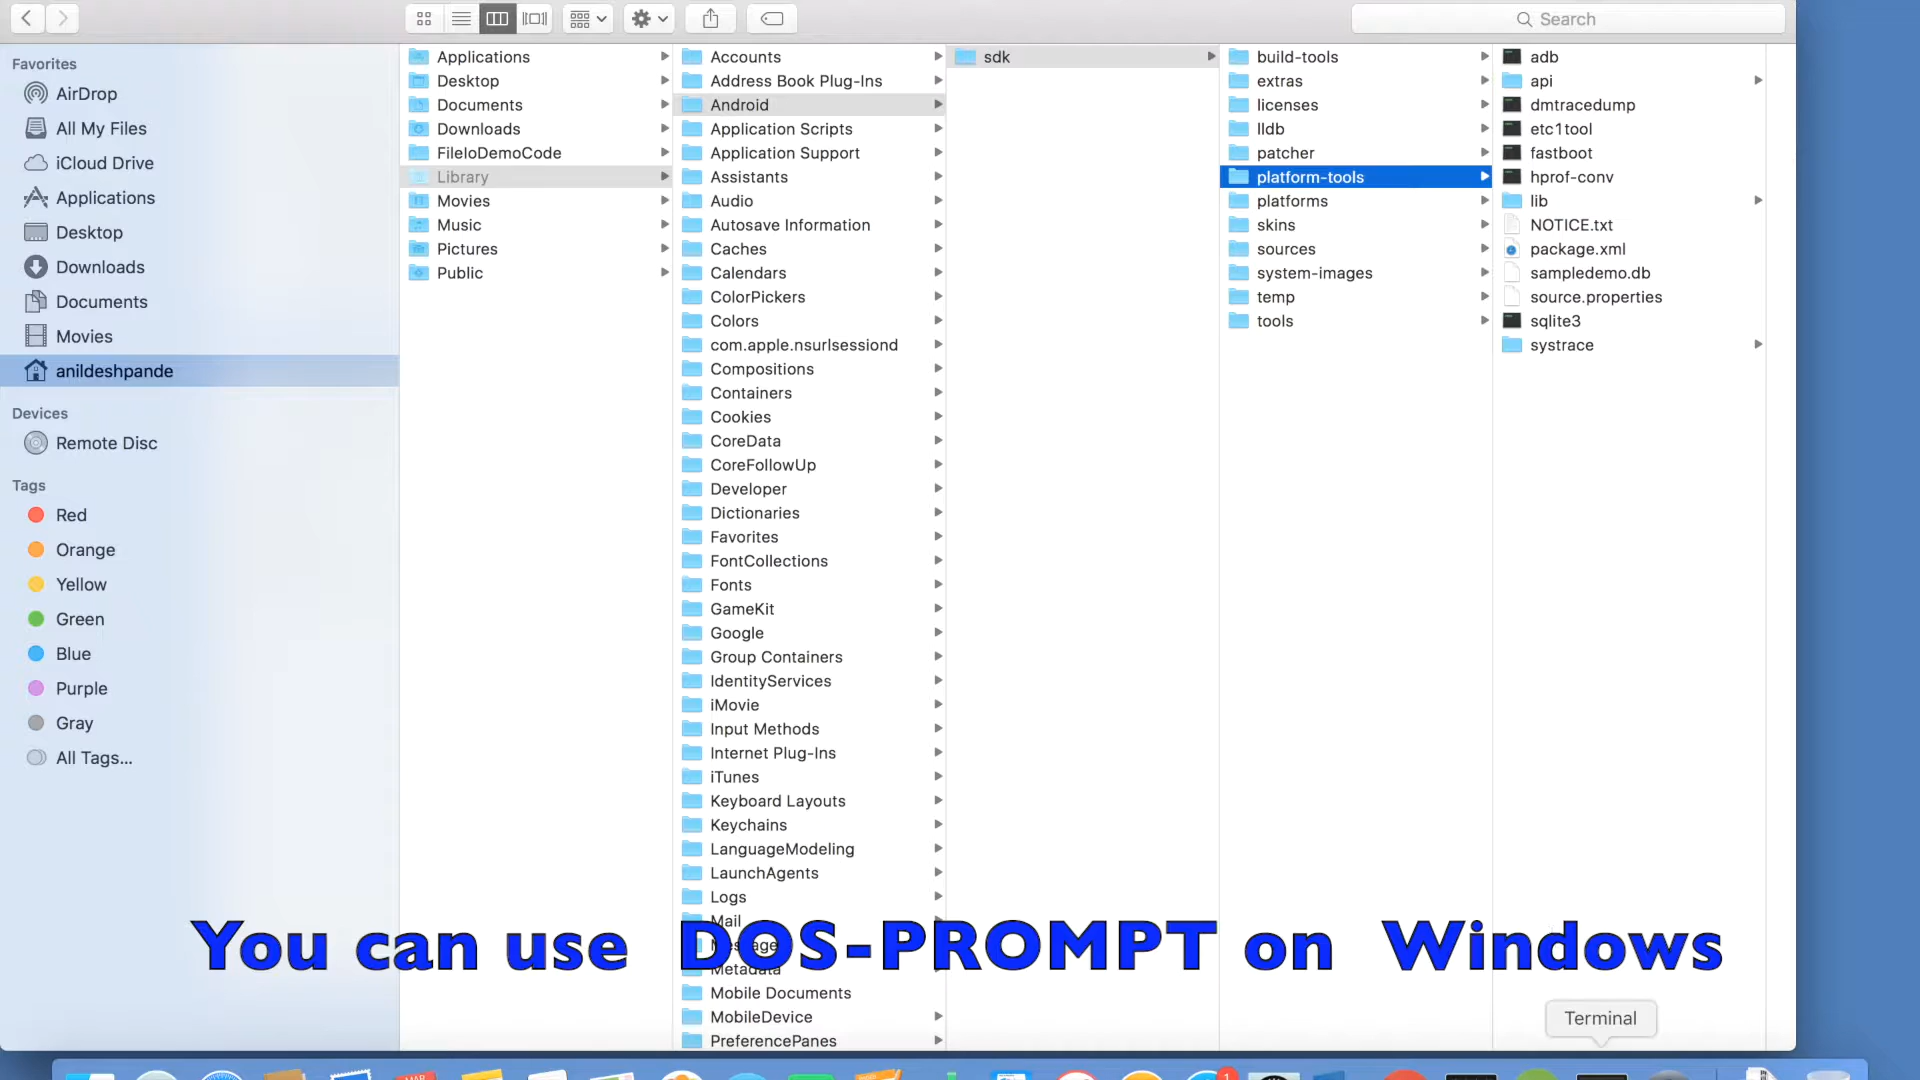 Search
Favorites
AirDrop
All My Files
iCloud Drive
Applications
Desktop
Downloads
Documents
Movies
anildeshpande
Devices
Remote Disc
Tags
Red
Orange
Yellow
Green
Blue
Purple
Gray
All Tags...
Applications
Desktop
Documents
Downloads
FileIoDemoCode
Library
Movies
Music
Pictures
Public
Accounts
Address Book Plug-Ins
Android
Application Scripts
Application Support
Assistants
Audio
Autosave Information
Caches
Calendars
ColorPickers
Colors
com.apple.nsurlsessiond
Compositions
Containers
Cookies
CoreData
CoreFollowUp
Developer
Dictionaries
Favorites
FontCollections
Fonts
GameKit
Google
Group Containers
IdentityServices
iMovie
Input Methods
Internet Plug-Ins
iTunes
Keyboard Layouts
Keychains
LanguageModeling
LaunchAgents
Logs
Mail
Metadata
Mobile Documents
MobileDevice
PreferencePanes
sdk
build-tools
extras
licenses
lldb
patcher
platform-tools
platforms
skins
sources
system-images
temp
tools
adb
api
dmtracedump
etc1tool
fastboot
hprof-conv
lib
NOTICE.txt
package.xml
sampledemo.db
source.properties
sqlite3
systrace
You can use DOS-PROMPT on Windows
Terminal
MAR
1